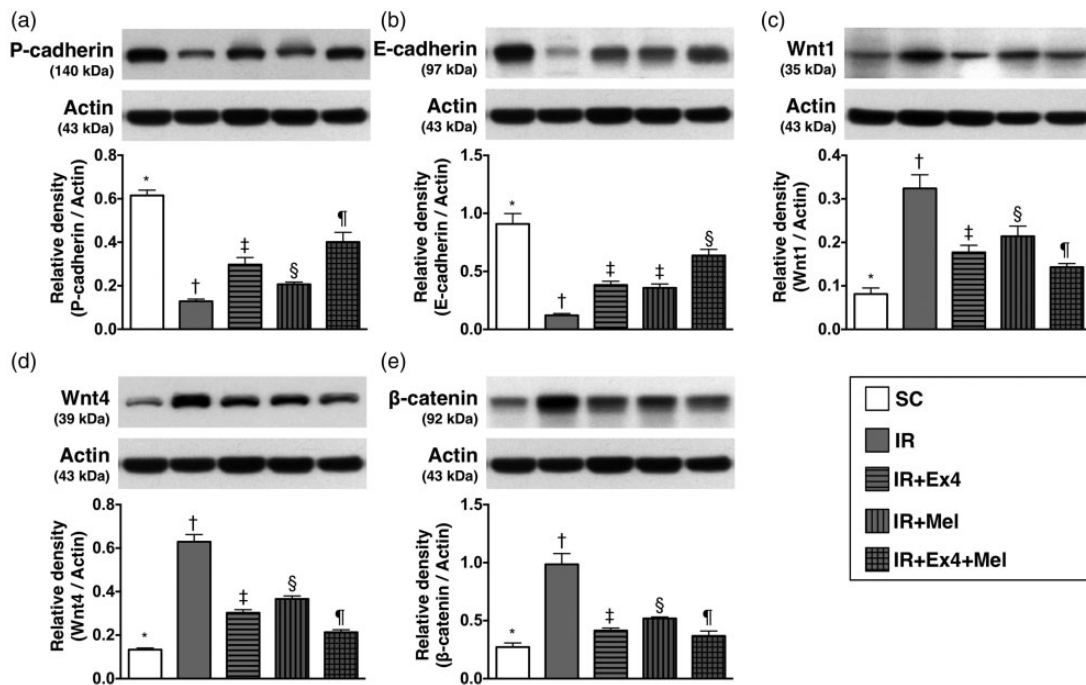 (a)
P-cadherin
(140 kDa)
Actin
(43 kDa)
Relative density
(P-cadherin / Actin)
0.8
0.6
0.4
0.2
0.0
*
†
‡
§
¶
(b)
E-cadherin
(97 kDa)
Actin
(43 kDa)
Relative density
(E-cadherin / Actin)
1.5
1.0
0.5
0.0
*
†
‡
‡
§
(c)
Wnt1
(35 kDa)
Actin
(43 kDa)
Relative density
(Wnt1 / Actin)
0.4
0.3
0.2
0.1
0.0
*
†
‡
§
¶
(d)
Wnt4
(39 kDa)
Actin
(43 kDa)
Relative density
(Wnt4 / Actin)
0.8
0.6
0.4
0.2
0.0
*
†
‡
§
¶
(e)
β-catenin
(92 kDa)
Actin
(43 kDa)
Relative density
(β-catenin / Actin)
1.5
1.0
0.5
0.0
*
†
‡
§
¶
SC
IR
IR+Ex4
IR+Mel
IR+Ex4+Mel